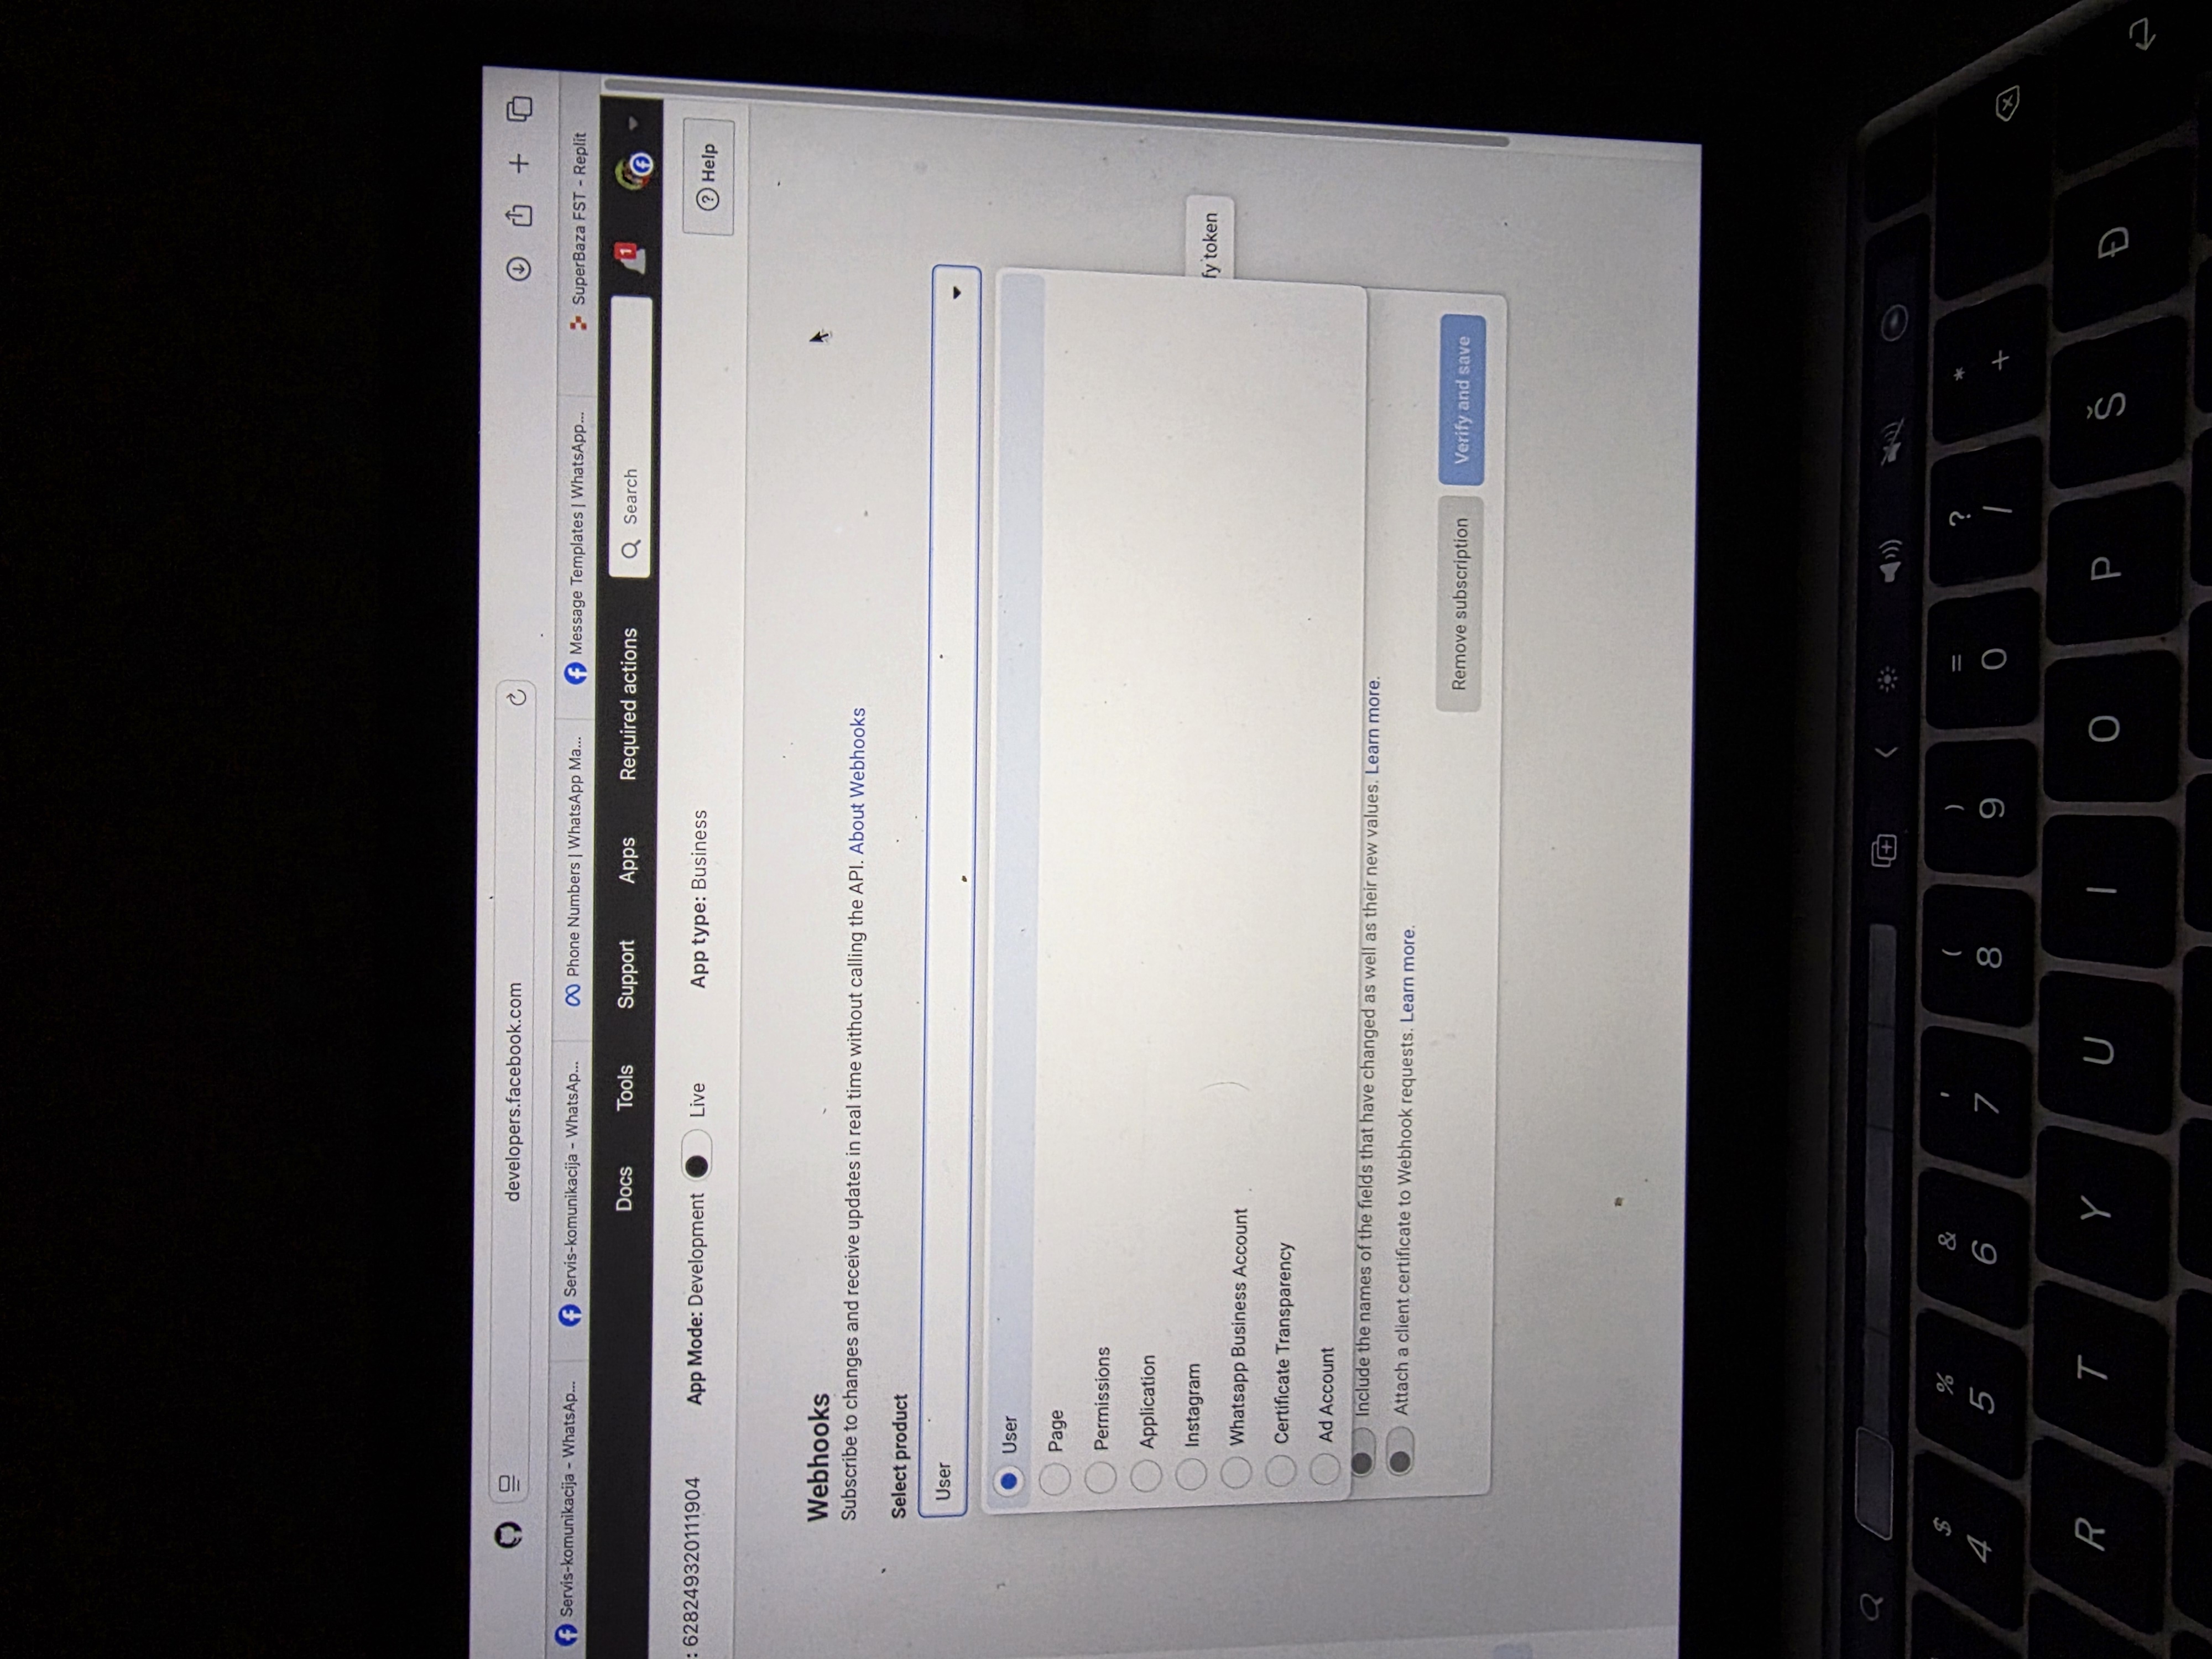 developers.facebook.com
Servis-komunikacija - WhatsAp...
Servis-komunikacija - WhatsAp...
Phone Numbers | WhatsApp Ma...
Message Templates | WhatsApp...
SuperBaza FST - Replit
Docs
Tools
Support
Apps
Required actions
Search
1
: 628249320111904
App Mode: Development
Live
App type: Business
? Help
Webhooks
Subscribe to changes and receive updates in real time without calling the API. About Webhooks
Select product
User
User
Page
Permissions
Application
Instagram
Whatsapp Business Account
Certificate Transparency
Ad Account
fy token
Include the names of the fields that have changed as well as their new values. Learn more.
Attach a client certificate to Webhook requests. Learn more.
Remove subscription
Verify and save
$ % & ' ( ) = ? *
4 5 6 7 8 9 0 / +
R T Y U I O P Š Đ